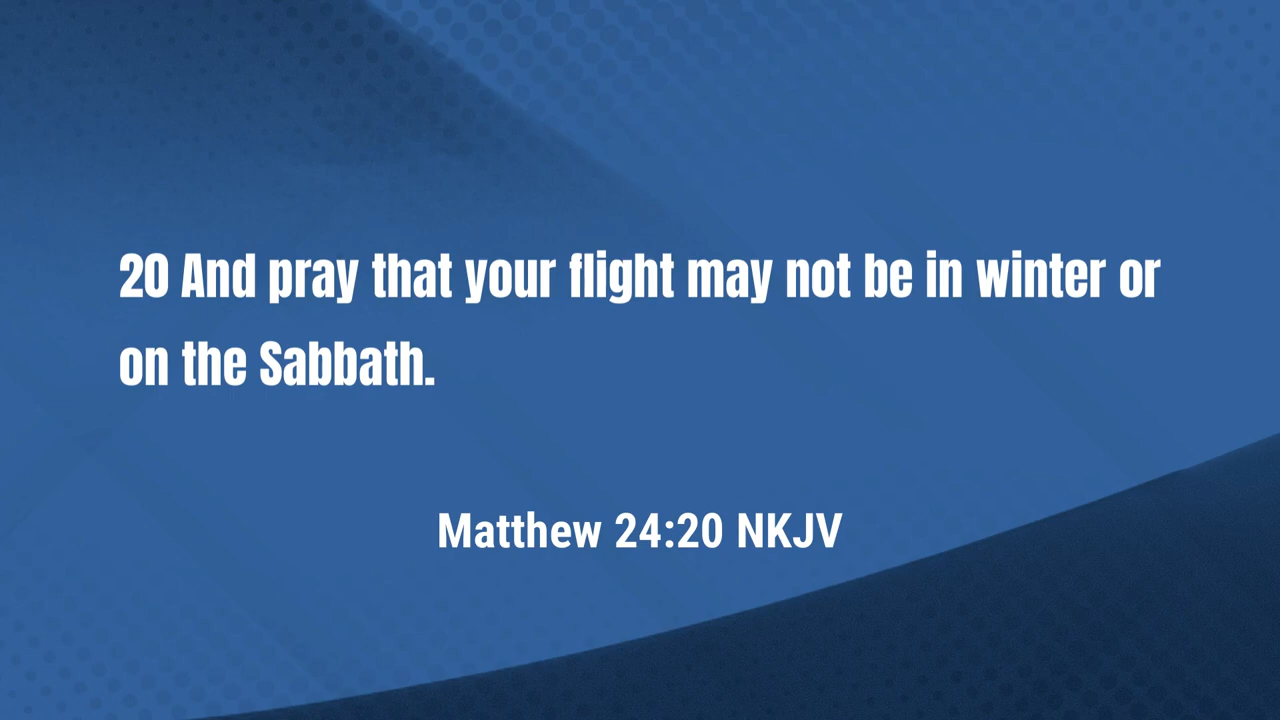 20 And pray that your flight may not be in winter or
on the Sabbath.
Matthew 24:20 NKJV